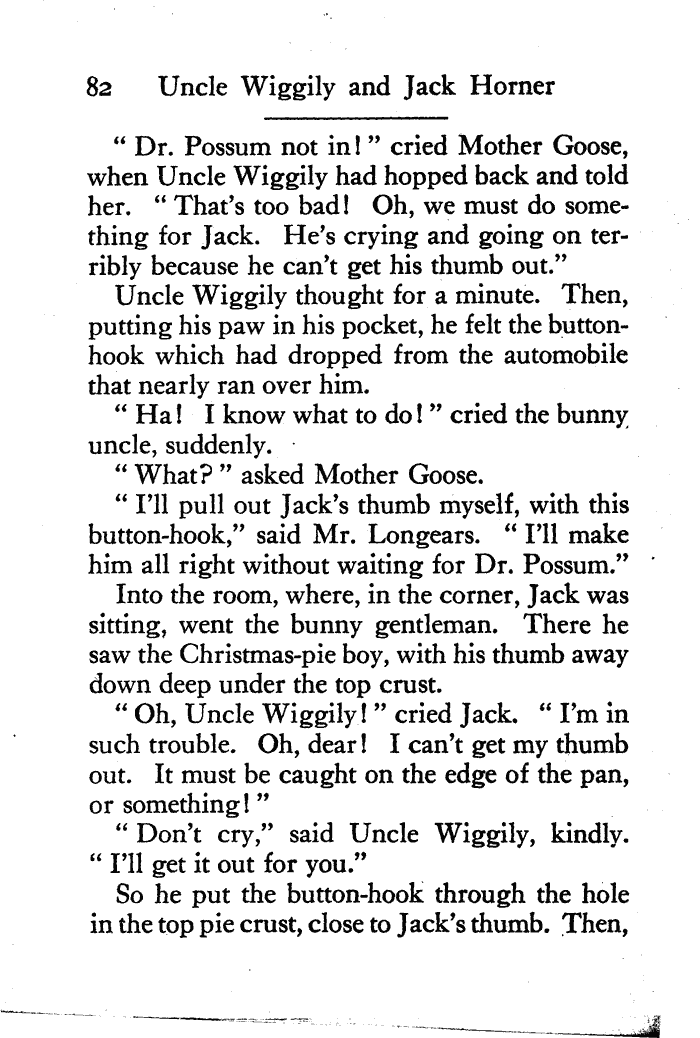 82 Uncle Wiggily and Jack Horner
“ Dr. Possum not in! ” cried Mother Goose,
when Uncle Wiggily had hopped back and told
her. “ That’s too bad! Oh, we must do some-
thing for Jack. He’s crying and going on ter-
ribly because he can’t get his thumb out.”
Uncle Wiggily thought for a minute. Then,
putting his paw in his pocket, he felt the button-
hook which had dropped from the automobile
that nearly ran over him.
“ Ha! I know what to do! ” cried the bunny
uncle, suddenly.
“ What? ” asked Mother Goose.
“ I’ll pull out Jack’s thumb myself, with this
button-hook,” said Mr. Longears. “ I’ll make
him all right without waiting for Dr. Possum.”
Into the room, where, in the corner, Jack was
sitting, went the bunny gentleman. There he
saw the Christmas-pie boy, with his thumb away
down deep under the top crust.
“ Oh, Uncle Wiggily! ” cried Jack. “ I’m in
such trouble. Oh, dear! I can’t get my thumb
out. It must be caught on the edge of the pan,
or something! ”
“ Don’t cry,” said Uncle Wiggily, kindly.
“ I’ll get it out for you.”
So he put the button-hook through the hole
in the top pie crust, close to Jack’s thumb. Then,